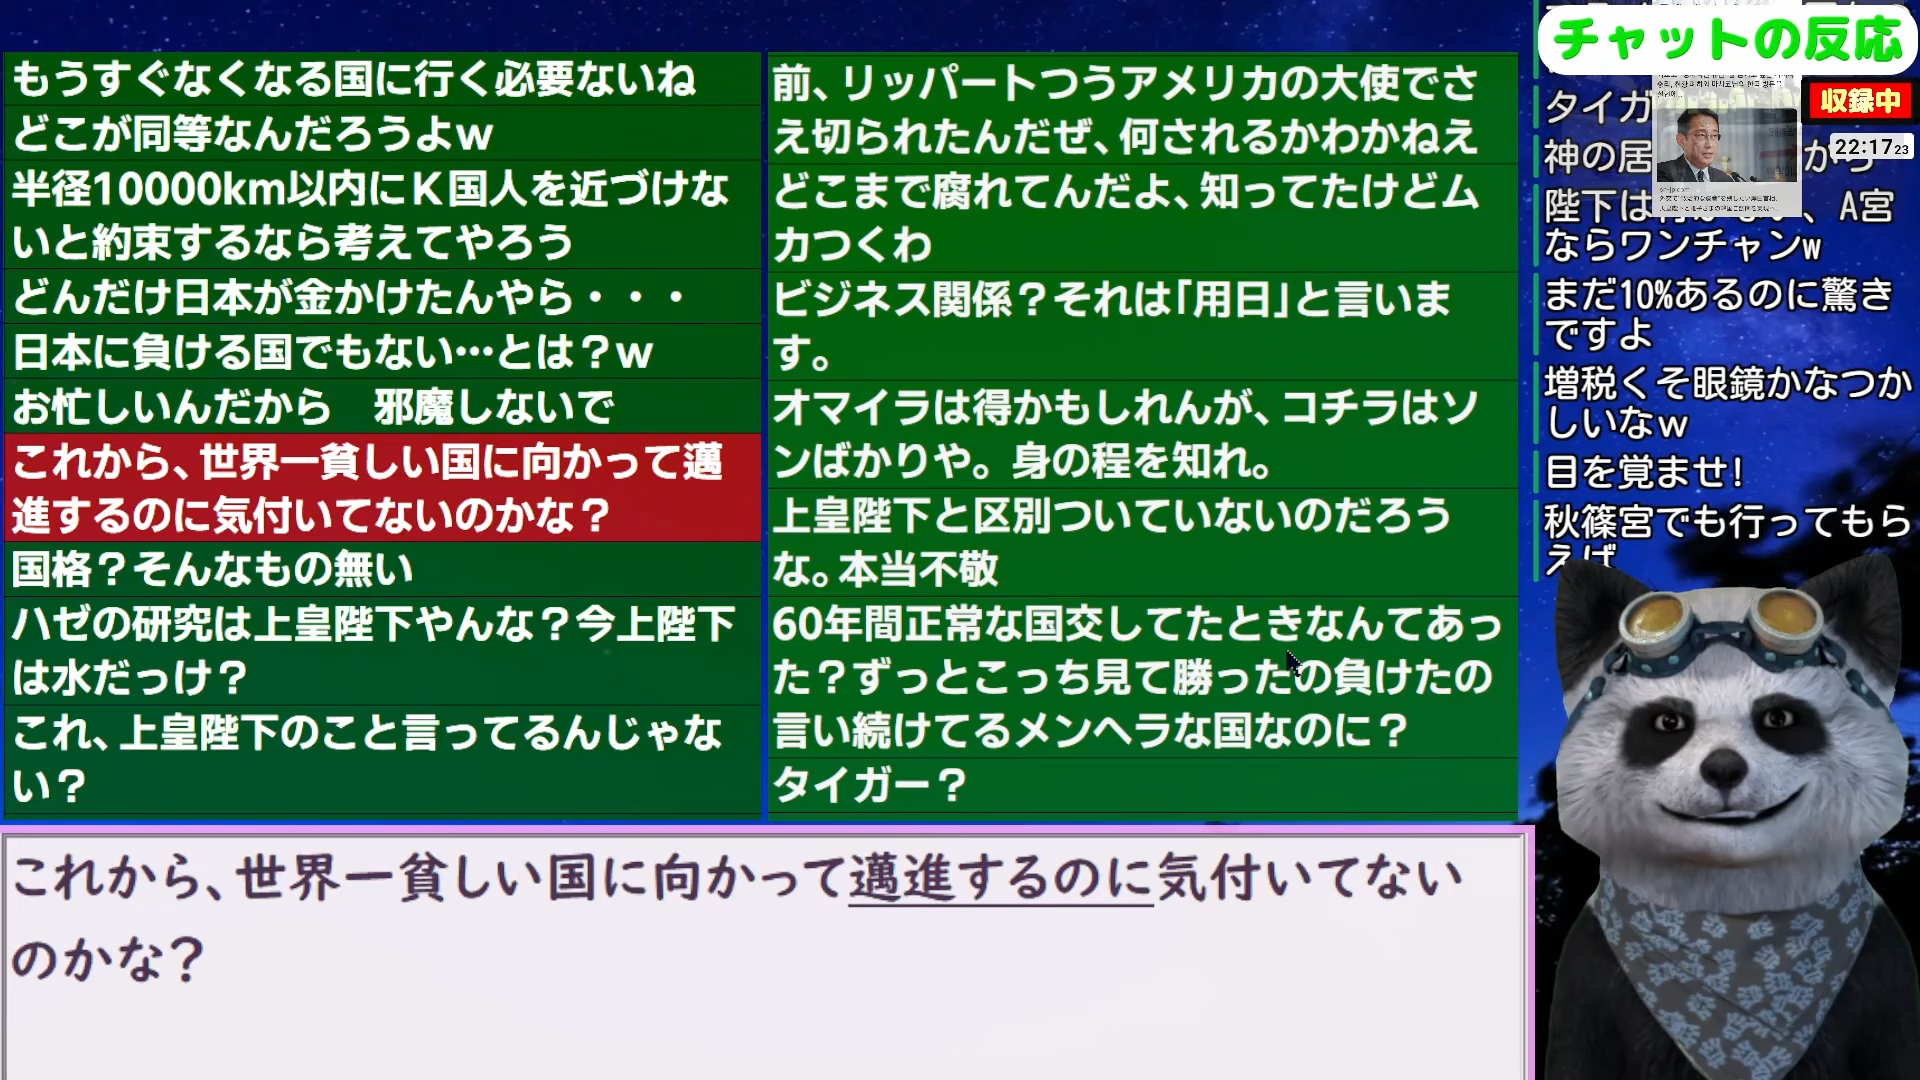 もうすぐなくなる国に行く必要ないね
どこが同等なんだろうよｗ
半径10000km以内にＫ国人を近づけな
いと約束するなら考えてやろう
どんだけ日本が金かけたんやら・・・
日本に負ける国でもない…とは？ｗ
お忙しいんだから　邪魔しないで
これから、世界一貧しい国に向かって邁
進するのに気付いてないのかな？
国格？そんなもの無い
ハゼの研究は上皇陛下やんな？今上陛下
は水だっけ？
これ、上皇陛下のこと言ってるんじゃな
い？
前、リッパートつうアメリカの大使でさ
え切られたんだぜ、何されるかわかねえ
どこまで腐れてんだよ、知ってたけどム
カつくわ
ビジネス関係？それは「用日」と言いま
す。
オマイラは得かもしれんが、コチラはソ
ンばかりや。身の程を知れ。
上皇陛下と区別ついていないのだろう
な。本当不敬
60年間正常な国交してたときなんてあっ
た？ずっとこっち見て勝ったの負けたの
言い続けてるメンヘラな国なのに？
タイガー？
これから、世界一貧しい国に向かって邁進するのに気付いてない
のかな？
チャットの反応
収録中
22:17 23
タイガ
神の居 から
陛下は 、A宮
ならワンチャンw
まだ10%あるのに驚き
ですよ
増税くそ眼鏡かなつか
しいなｗ
目を覚ませ！
秋篠宮でも行ってもら
えば